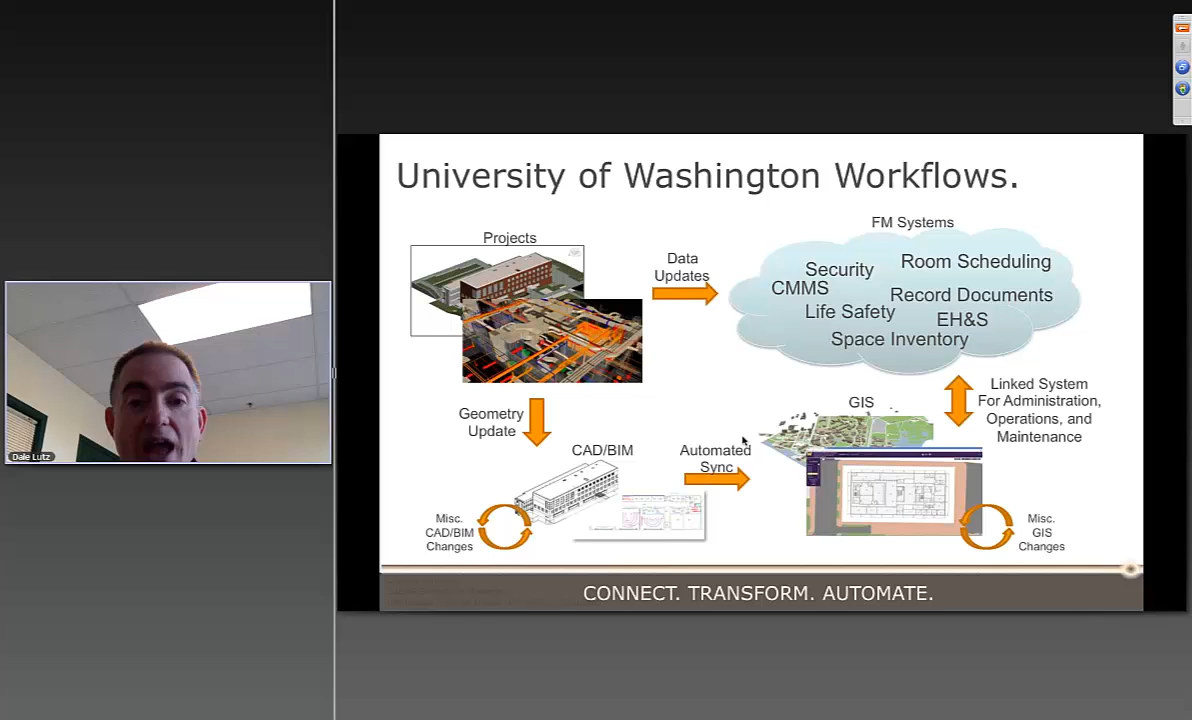 University of Washington Workflows.
Projects
Data
Updates
FM Systems
Security
Room Scheduling
CMMS
Record Documents
Life Safety
EH&S
Space Inventory
Geometry
Update
CAD/BIM
Automated
Sync
GIS
Linked System
For Administration,
Operations, and
Maintenance
Misc.
CAD/BIM
Changes
Misc.
GIS
Changes
CONNECT. TRANSFORM. AUTOMATE.
Dale Lutz